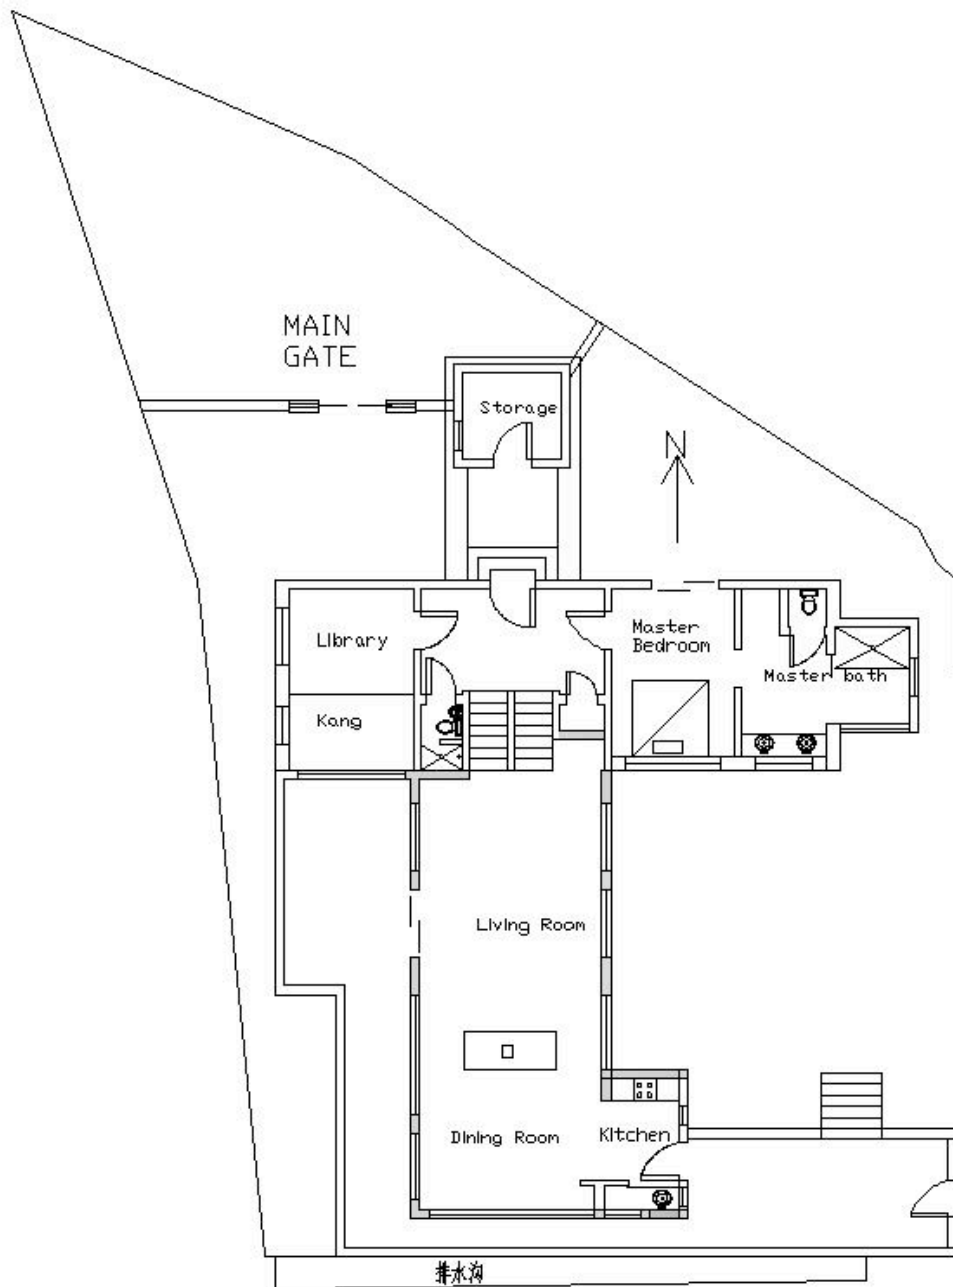 MAIN
GATE
Storage
N
Library
Master
Bedroom
Master bath
Kang
Living Room
Dining Room
Kitchen
排水沟